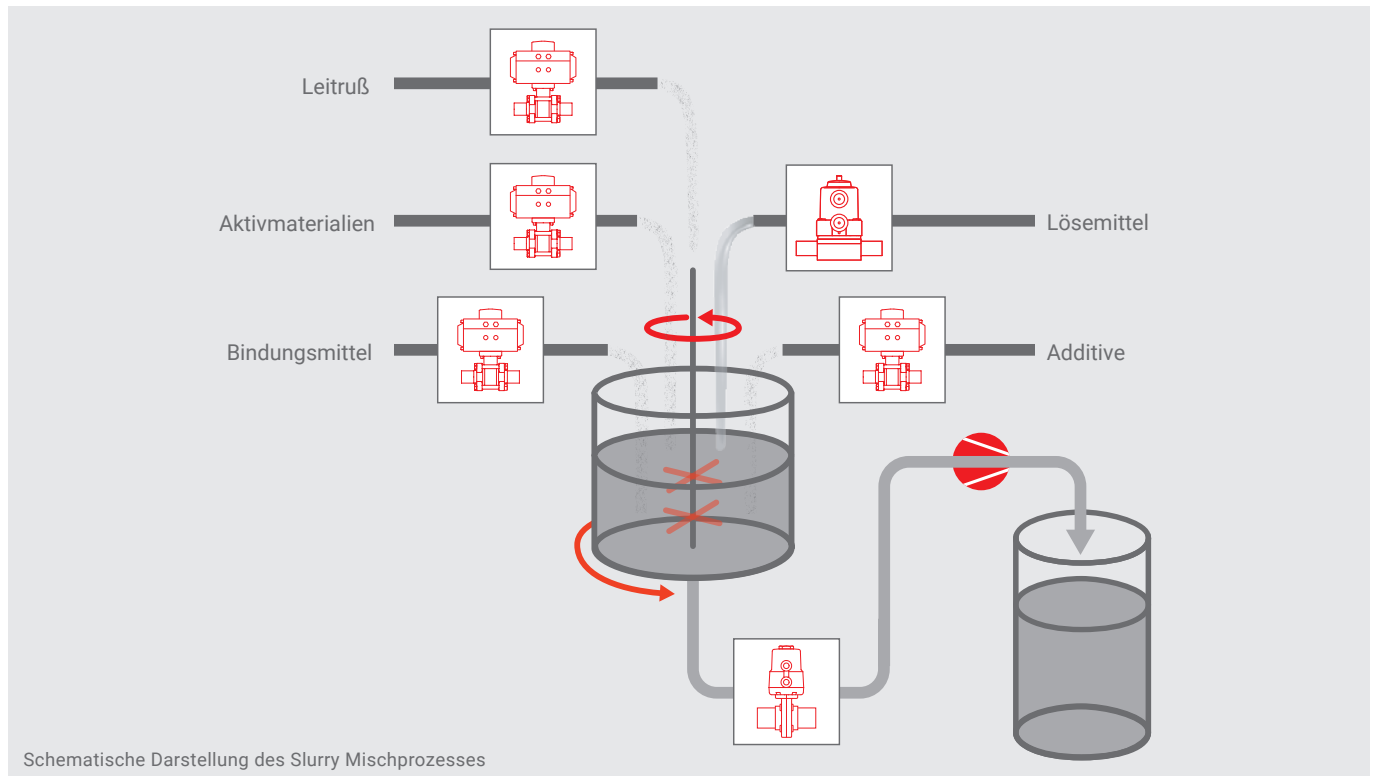 Leitruß
Aktivmaterialien
Lösemittel
Bindungsmittel
Additive
Schematische Darstellung des Slurry Mischprozesses